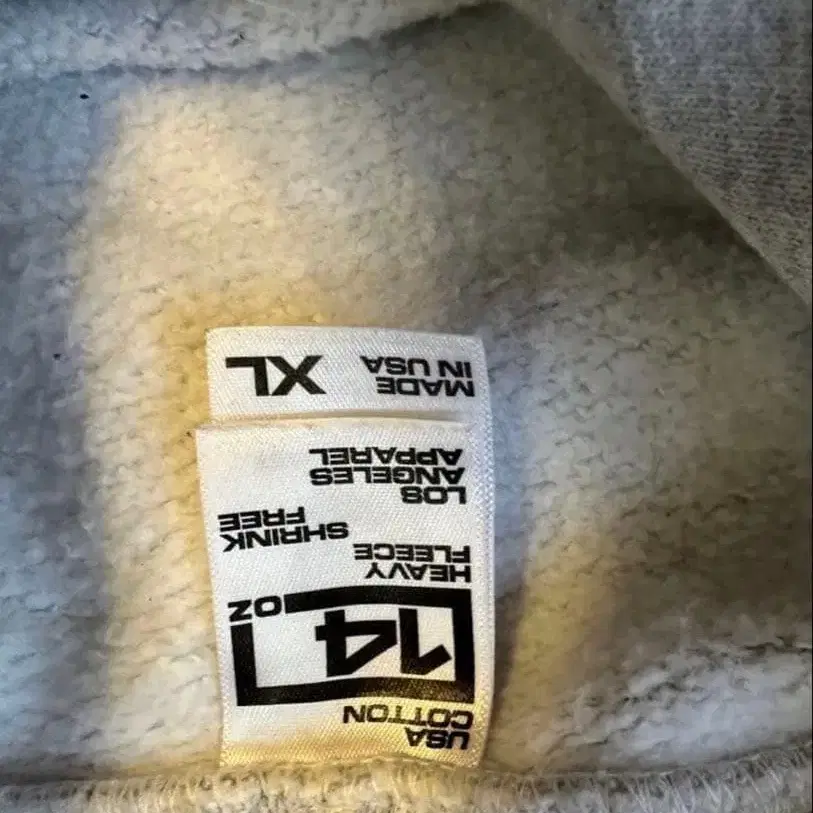 USA
COTTON
14 OZ
HEAVY
FLEECE
SHRINK
FREE
LOS
ANGELES
APPAREL
MADE
IN USA
XL